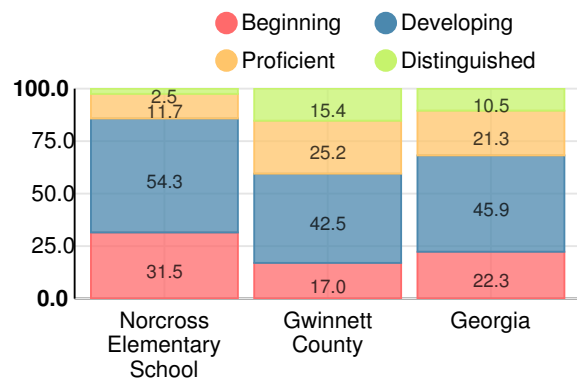 Beginning
Developing
Proficient
Distinguished
100.0
75.0
50.0
25.0
0.0
2.5
11.7
54.3
31.5
15.4
25.2
42.5
17.0
10.5
21.3
45.9
22.3
Norcross
Elementary
School
Gwinnett
County
Georgia